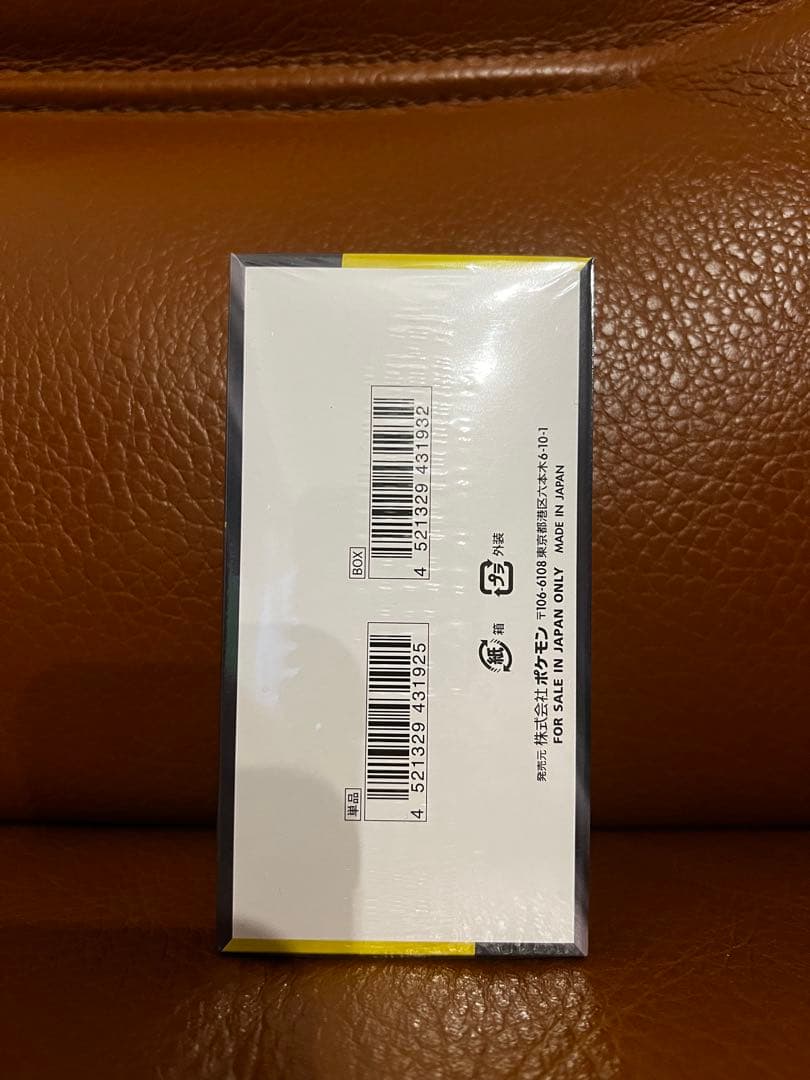 単品
4 521329 431925
BOX
4 521329 431932
紙 箱
プラ 外装
発売元 株式会社 ポケモン 〒106-6108 東京都港区六本木6-10-1
FOR SALE IN JAPAN ONLY MADE IN JAPAN